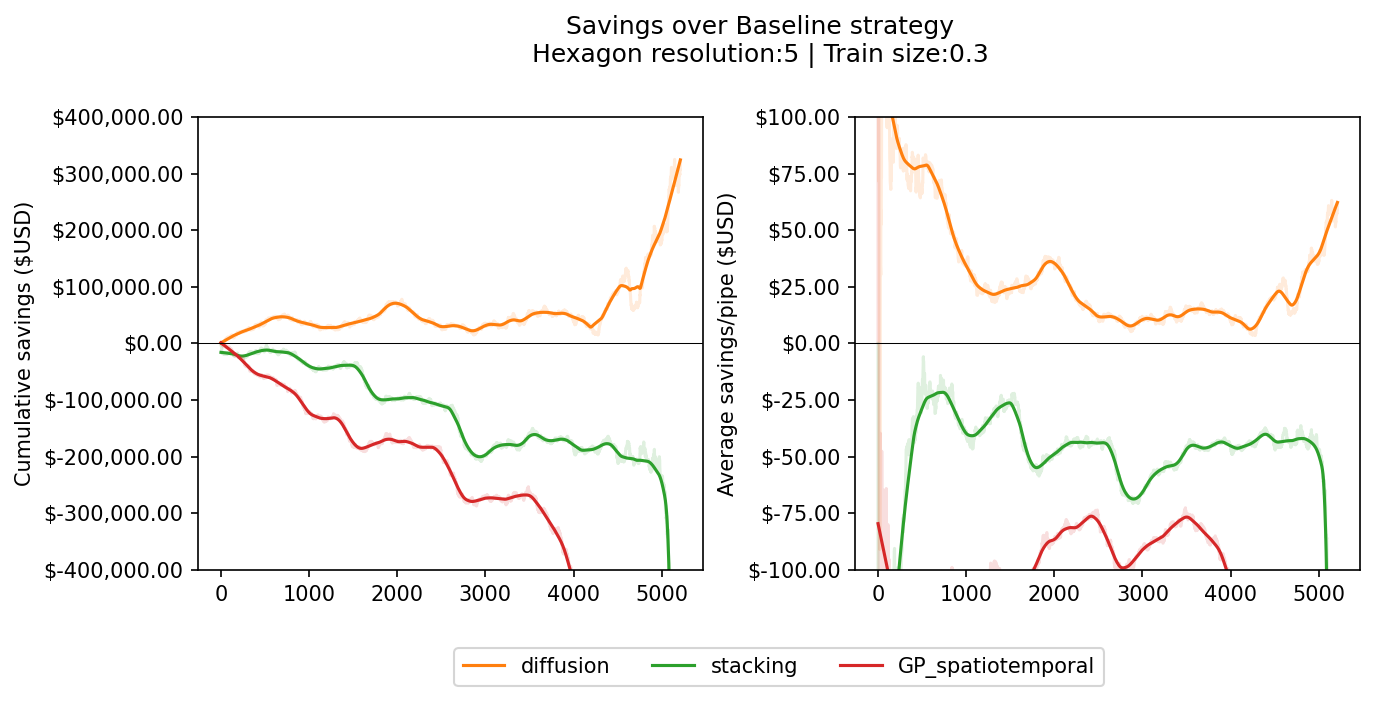 Savings over Baseline strategy
Hexagon resolution:5 | Train size:0.3
Cumulative savings ($USD)
$400,000.00
$300,000.00
$200,000.00
$100,000.00
$0.00
$-100,000.00
$-200,000.00
$-300,000.00
$-400,000.00
0 1000 2000 3000 4000 5000
Average savings/pipe ($USD)
$100.00
$75.00
$50.00
$25.00
$0.00
$-25.00
$-50.00
$-75.00
$-100.00
0 1000 2000 3000 4000 5000
diffusion stacking GP_spatiotemporal